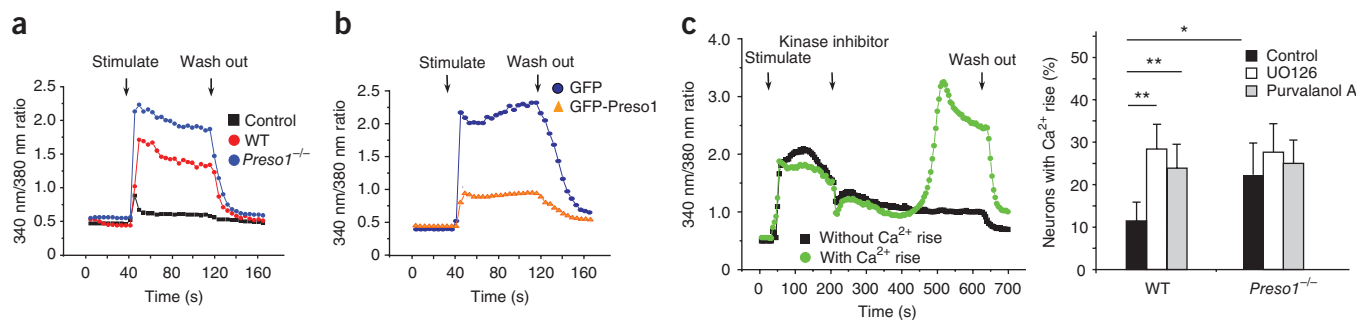 a
Stimulate
Wash out
2.5
2.0
1.5
1.0
0.5
0
340 nm/380 nm ratio
Control
WT
Preso1−/−
0 40 80 120 160
Time (s)
b
Stimulate
Wash out
3.0
2.5
2.0
1.5
1.0
0.5
0
340 nm/380 nm ratio
GFP
GFP-Preso1
0 40 80 120 160
Time (s)
c
Kinase inhibitor
Stimulate
Wash out
4.0
3.0
2.0
1.0
0
340 nm/380 nm ratio
Without Ca2+ rise
With Ca2+ rise
0 100 200 300 400 500 600 700
Time (s)
Neurons with Ca2+ rise (%)
50
40
30
20
10
0
*
**
**
Control
UO126
Purvalanol A
WT
Preso1−/−